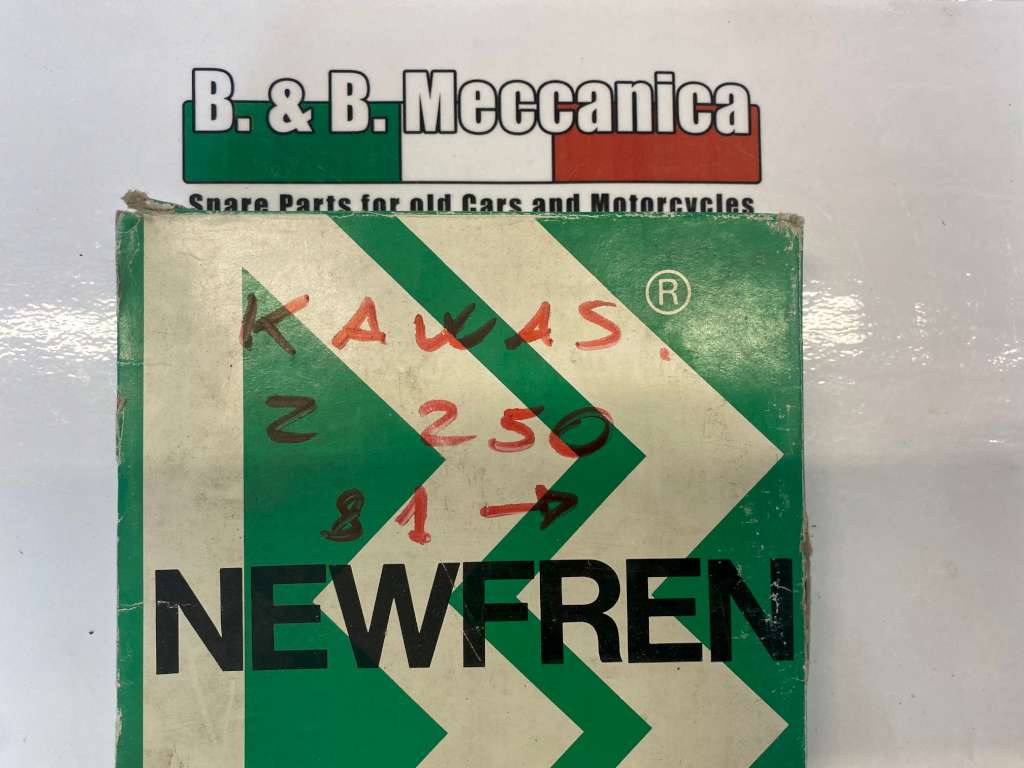 B. & B. Meccanica
Spare Parts for old Cars and Motorcycles
®
KAWAS.
Z 250
81 →
NEWFREN